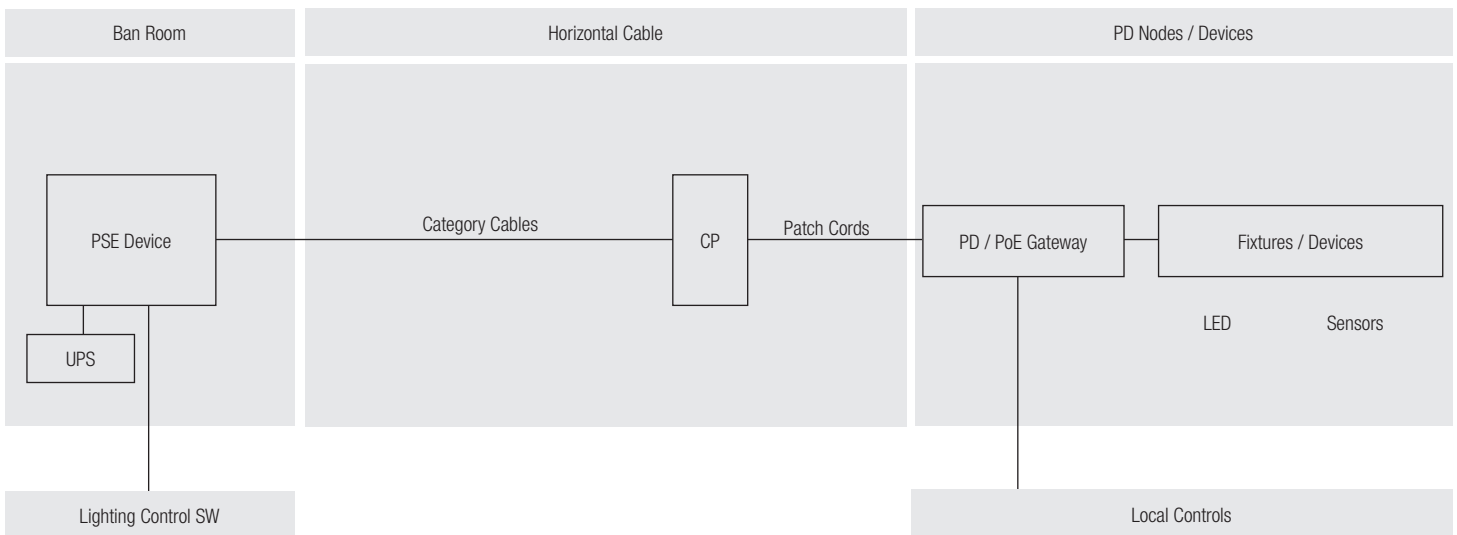 Ban Room
Horizontal Cable
PD Nodes / Devices
PSE Device
Category Cables
CP
Patch Cords
PD / PoE Gateway
Fixtures / Devices
LED
Sensors
UPS
Lighting Control SW
Local Controls